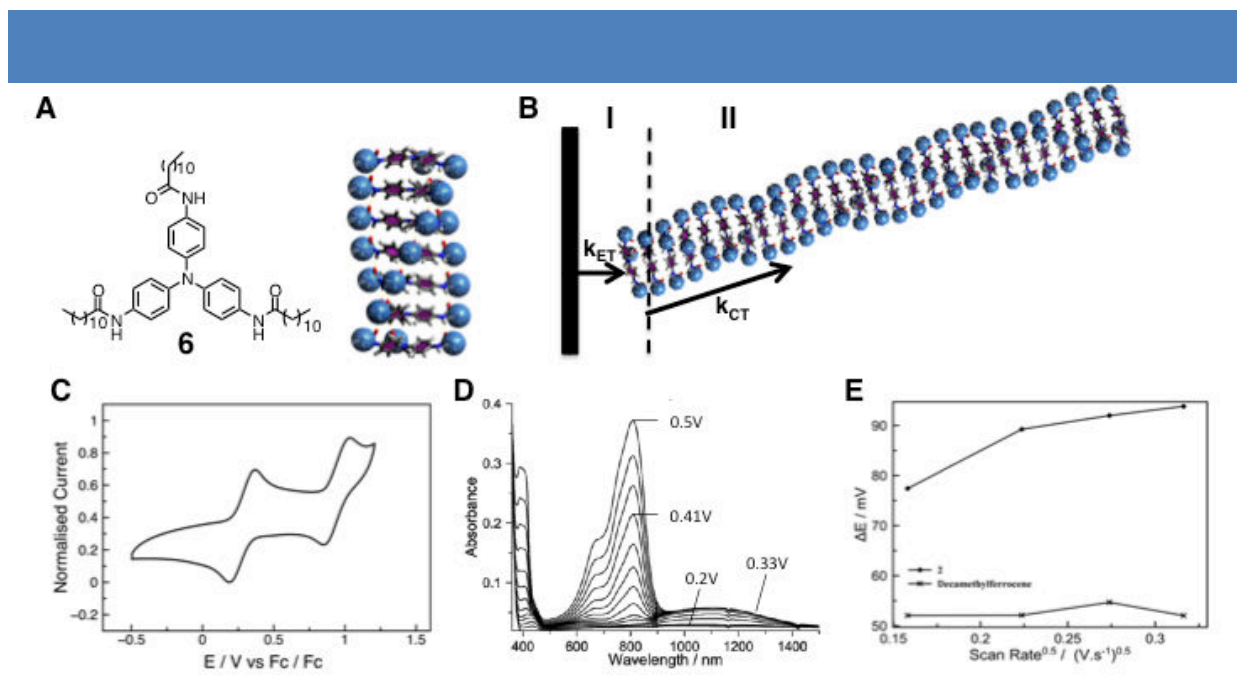 A
B
I
II
( )10
O
NH
k_ET
k_CT
N
O
O
( )10
N
H
N
H
( )10
6
C
D
E
Normalised Current
1
0.8
0.6
0.4
0.2
0
−0.2
−0.5
0
0.5
1
1.5
E / V vs Fc / Fc
Absorbance
0.4
0.3
0.2
0.1
0.5V
0.41V
0.2V
0.33V
400 600 800 1000 1200 1400
Wavelength / nm
ΔE / mV
90
80
70
60
50
2
Decamethylferrocene
0.15
0.2
0.25
0.3
Scan Rate^0.5 / (V.s^-1)^0.5